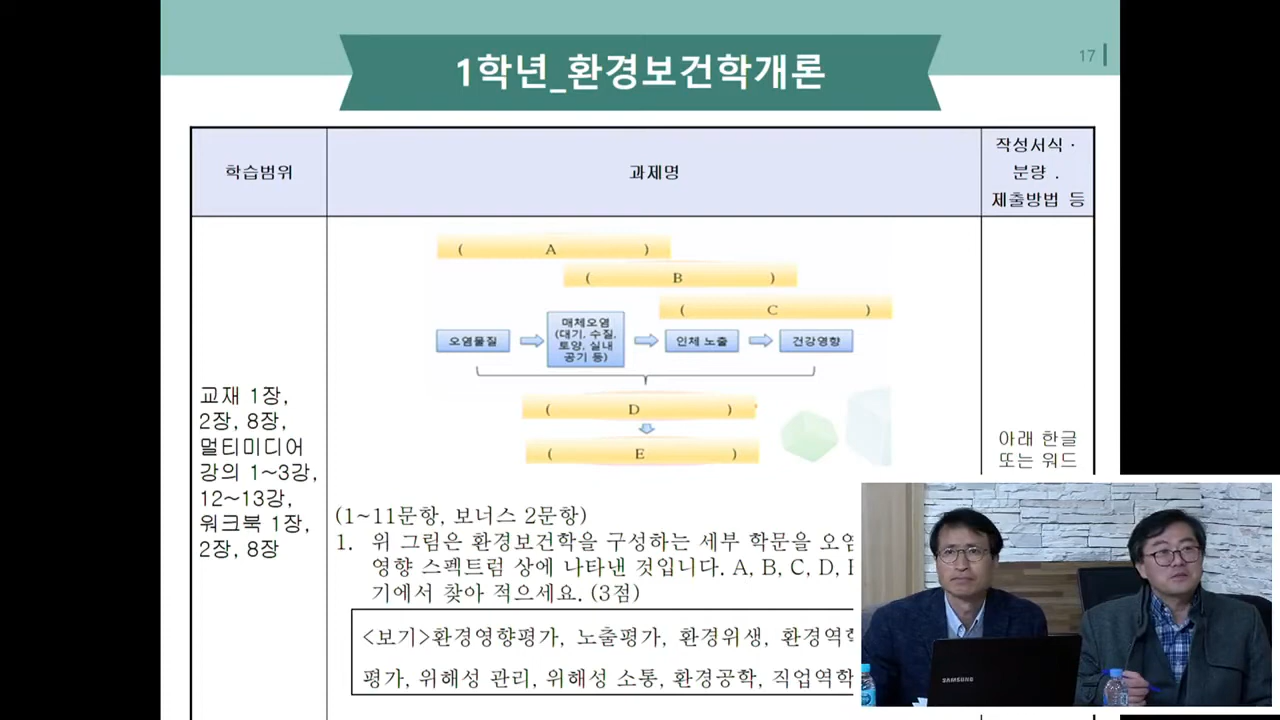 17
1학년_환경보건학개론
학습범위
과제명
작성서식 ·
분량 .
제출방법 등
( A )
( B )
( C )
오염물질
매체오염
(대기, 수질,
토양, 실내
공기 등)
인체 노출
건강영향
( D )
( E )
교재 1장,
2장, 8장,
멀티미디어
강의 1~3강,
12~13강,
워크북 1장,
2장, 8장
아래 한글
또는 워드
(1~11문항, 보너스 2문항)
1. 위 그림은 환경보건학을 구성하는 세부 학문을 오염
영향 스펙트럼 상에 나타낸 것입니다. A, B, C, D,
기에서 찾아 적으세요. (3점)
<보기>환경영향평가, 노출평가, 환경위생, 환경역학
평가, 위해성 관리, 위해성 소통, 환경공학, 직업역학
SAMSUNG